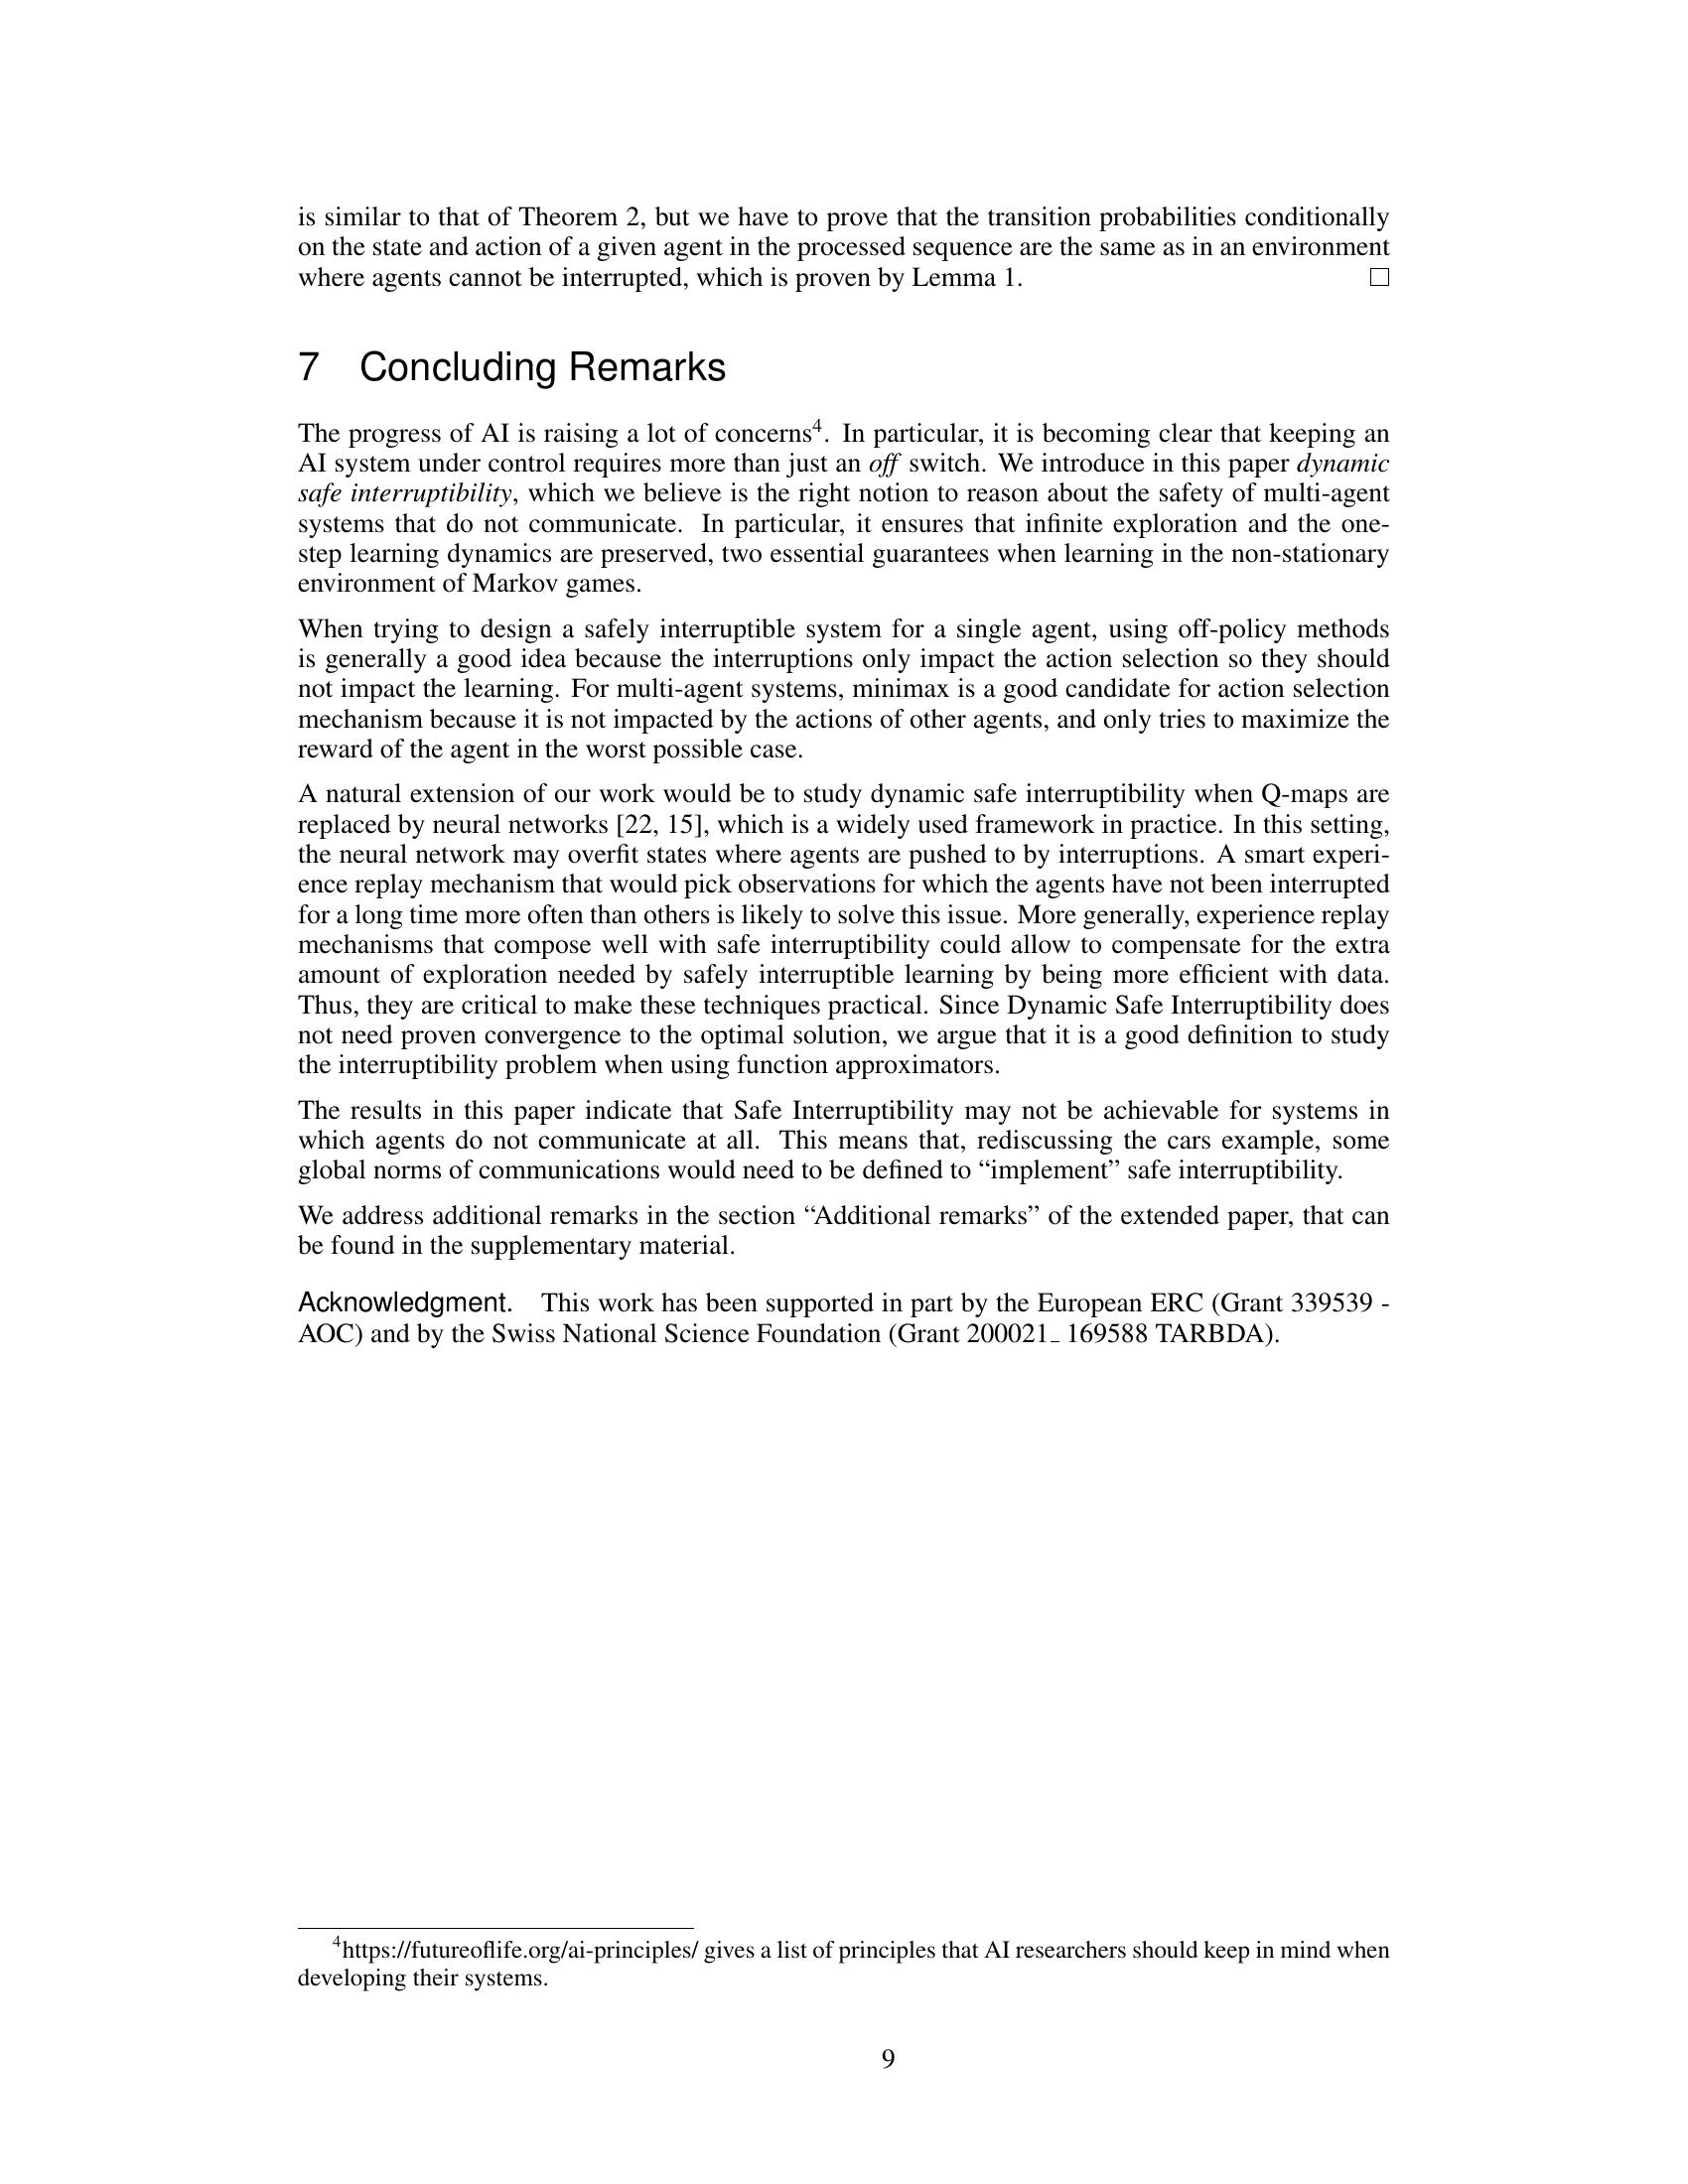 is similar to that of Theorem 2, but we have to prove that the transition probabilities conditionally
on the state and action of a given agent in the processed sequence are the same as in an environment
where agents cannot be interrupted, which is proven by Lemma 1. □
7 Concluding Remarks
The progress of AI is raising a lot of concerns⁴. In particular, it is becoming clear that keeping an
AI system under control requires more than just an off switch. We introduce in this paper dynamic
safe interruptibility, which we believe is the right notion to reason about the safety of multi-agent
systems that do not communicate. In particular, it ensures that infinite exploration and the one-
step learning dynamics are preserved, two essential guarantees when learning in the non-stationary
environment of Markov games.
When trying to design a safely interruptible system for a single agent, using off-policy methods
is generally a good idea because the interruptions only impact the action selection so they should
not impact the learning. For multi-agent systems, minimax is a good candidate for action selection
mechanism because it is not impacted by the actions of other agents, and only tries to maximize the
reward of the agent in the worst possible case.
A natural extension of our work would be to study dynamic safe interruptibility when Q-maps are
replaced by neural networks [22, 15], which is a widely used framework in practice. In this setting,
the neural network may overfit states where agents are pushed to by interruptions. A smart experi-
ence replay mechanism that would pick observations for which the agents have not been interrupted
for a long time more often than others is likely to solve this issue. More generally, experience replay
mechanisms that compose well with safe interruptibility could allow to compensate for the extra
amount of exploration needed by safely interruptible learning by being more efficient with data.
Thus, they are critical to make these techniques practical. Since Dynamic Safe Interruptibility does
not need proven convergence to the optimal solution, we argue that it is a good definition to study
the interruptibility problem when using function approximators.
The results in this paper indicate that Safe Interruptibility may not be achievable for systems in
which agents do not communicate at all. This means that, rediscussing the cars example, some
global norms of communications would need to be defined to “implement” safe interruptibility.
We address additional remarks in the section “Additional remarks” of the extended paper, that can
be found in the supplementary material.
Acknowledgment. This work has been supported in part by the European ERC (Grant 339539 -
AOC) and by the Swiss National Science Foundation (Grant 200021_ 169588 TARBDA).
⁴https://futureoflife.org/ai-principles/ gives a list of principles that AI researchers should keep in mind when
developing their systems.
9